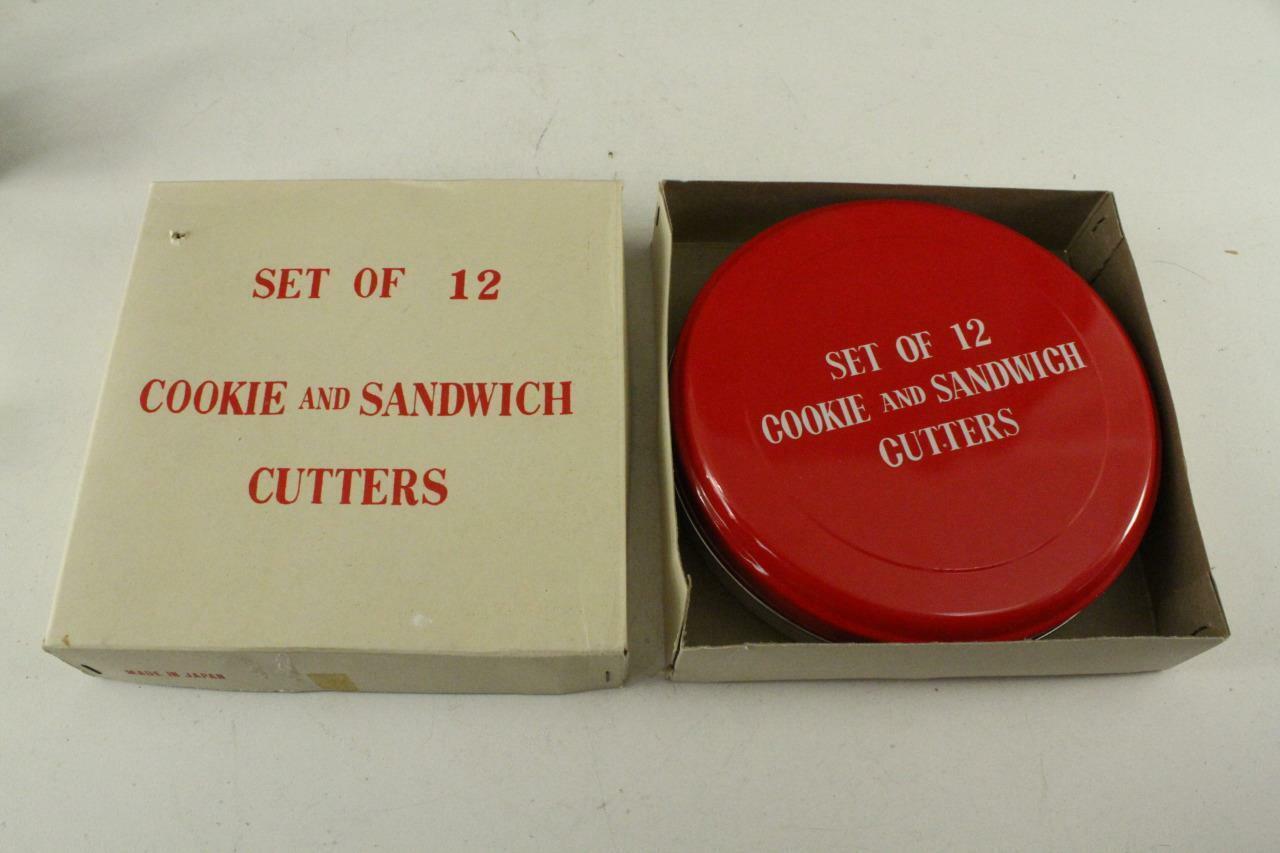 SET OF 12
COOKIE AND SANDWICH
CUTTERS
MADE IN JAPAN
SET OF 12
COOKIE AND SANDWICH
CUTTERS